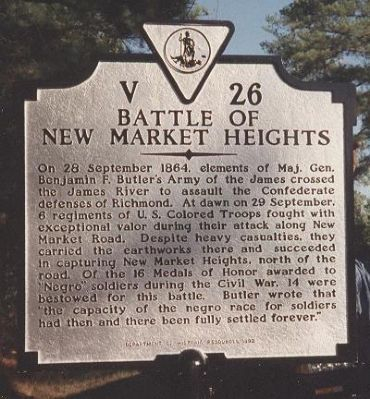 V 26
BATTLE OF
NEW MARKET HEIGHTS
On 28 September 1864, elements of Maj. Gen.
Benjamin F. Butler's Army of the James crossed
the James River to assault the Confederate
defenses of Richmond. At dawn on 29 September,
6 regiments of U. S. Colored Troops fought with
exceptional valor during their attack along New
Market Road. Despite heavy casualties, they
carried the earthworks there and succeeded
in capturing New Market Heights, north of the
road. Of the 16 Medals of Honor awarded to
"Negro" soldiers during the Civil War, 14 were
bestowed for this battle. Butler wrote that
"the capacity of the negro race for soldiers
had then and there been fully settled forever."
DEPARTMENT OF HISTORIC RESOURCES